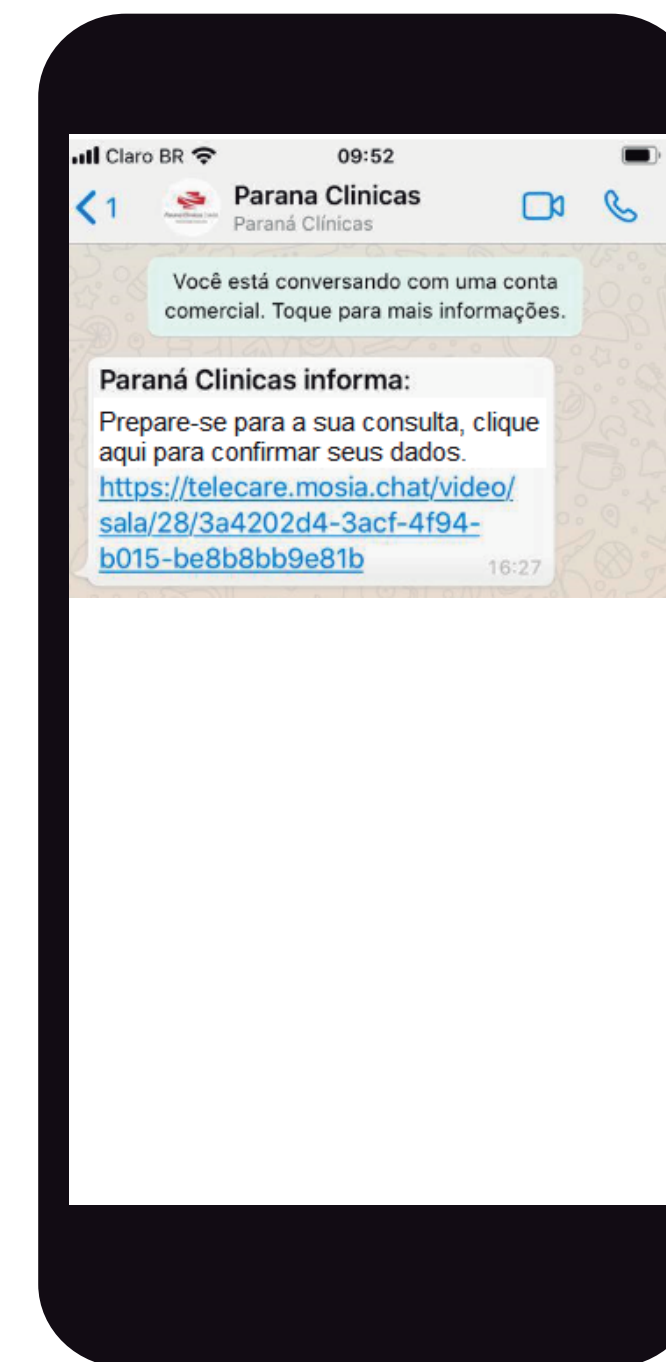 Claro BR 09:52
1 Parana Clinicas
Paraná Clínicas
Você está conversando com uma conta
comercial. Toque para mais informações.
Paraná Clinicas informa:
Prepare-se para a sua consulta, clique
aqui para confirmar seus dados.
https://telecare.mosia.chat/video/
sala/28/3a4202d4-3acf-4f94-
b015-be8b8bb9e81b
16:27